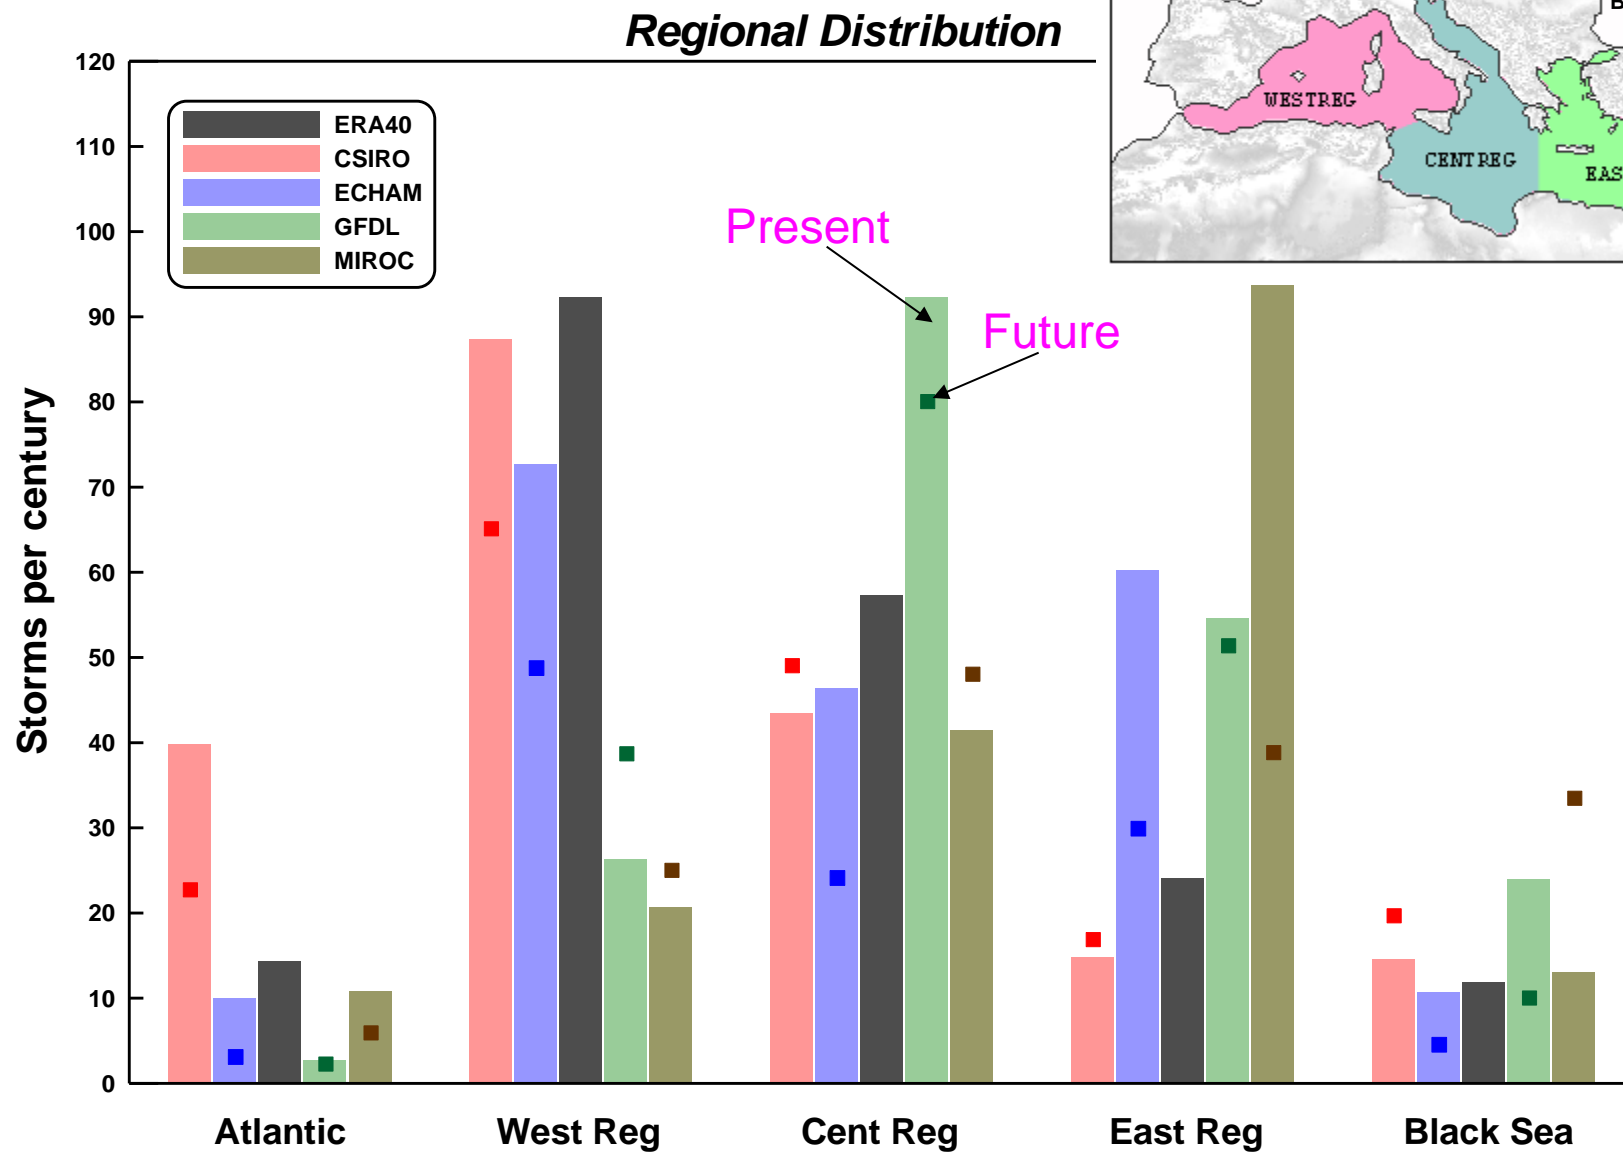 Regional Distribution
120
110
100
90
80
70
60
50
40
30
20
10
0
Storms per century
ERA40
CSIRO
ECHAM
GFDL
MIROC
Present
Future
WESTREG
CENTREG
EAS
B
Atlantic
West Reg
Cent Reg
East Reg
Black Sea